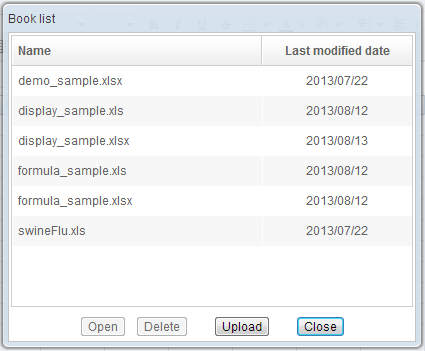 Book list
Name Last modified date
demo_sample.xlsx 2013/07/22
display_sample.xls 2013/08/12
display_sample.xlsx 2013/08/13
formula_sample.xls 2013/08/12
formula_sample.xlsx 2013/08/12
swineFlu.xls 2013/07/22
Open Delete Upload Close